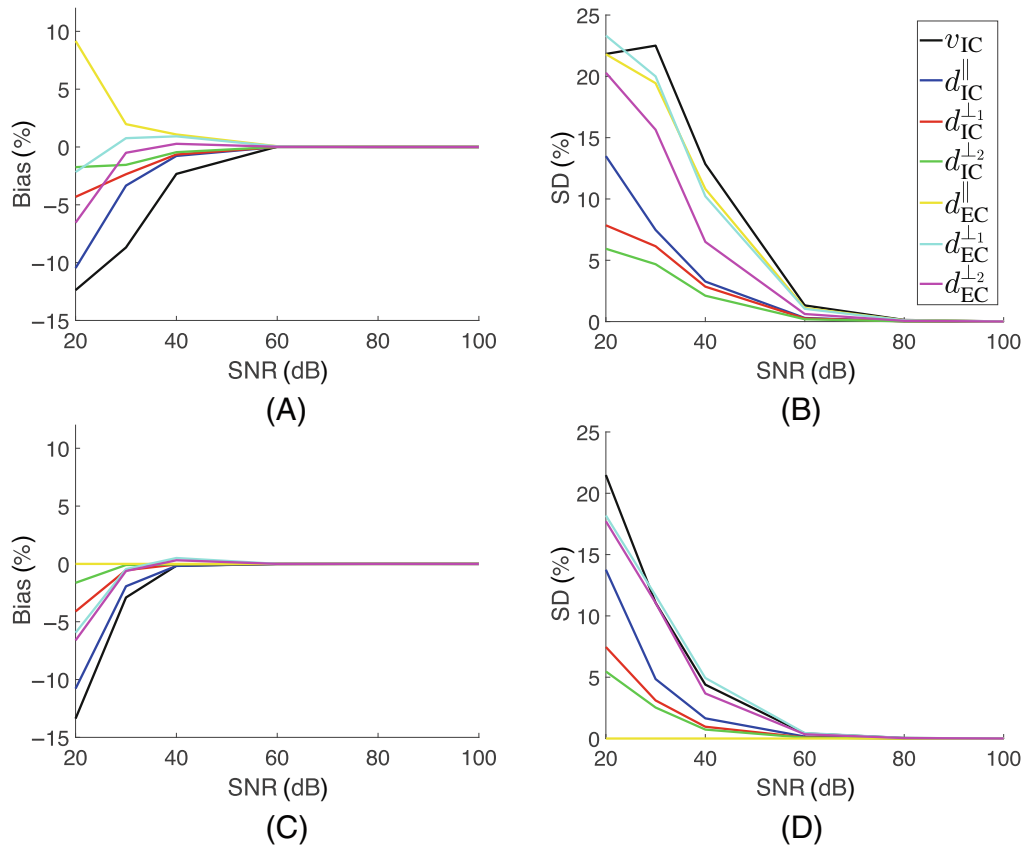 10
5
0
−5
−10
−15
Bias (%)
20 40 60 80 100
SNR (dB)
(A)
25
20
15
10
5
0
SD (%)
20 40 60 80 100
SNR (dB)
(B)
v_IC
d_IC^∥
d_IC^⊥1
d_IC^⊥2
d_EC^∥
d_EC^⊥1
d_EC^⊥2
10
5
0
−5
−10
−15
Bias (%)
20 40 60 80 100
SNR (dB)
(C)
25
20
15
10
5
0
SD (%)
20 40 60 80 100
SNR (dB)
(D)